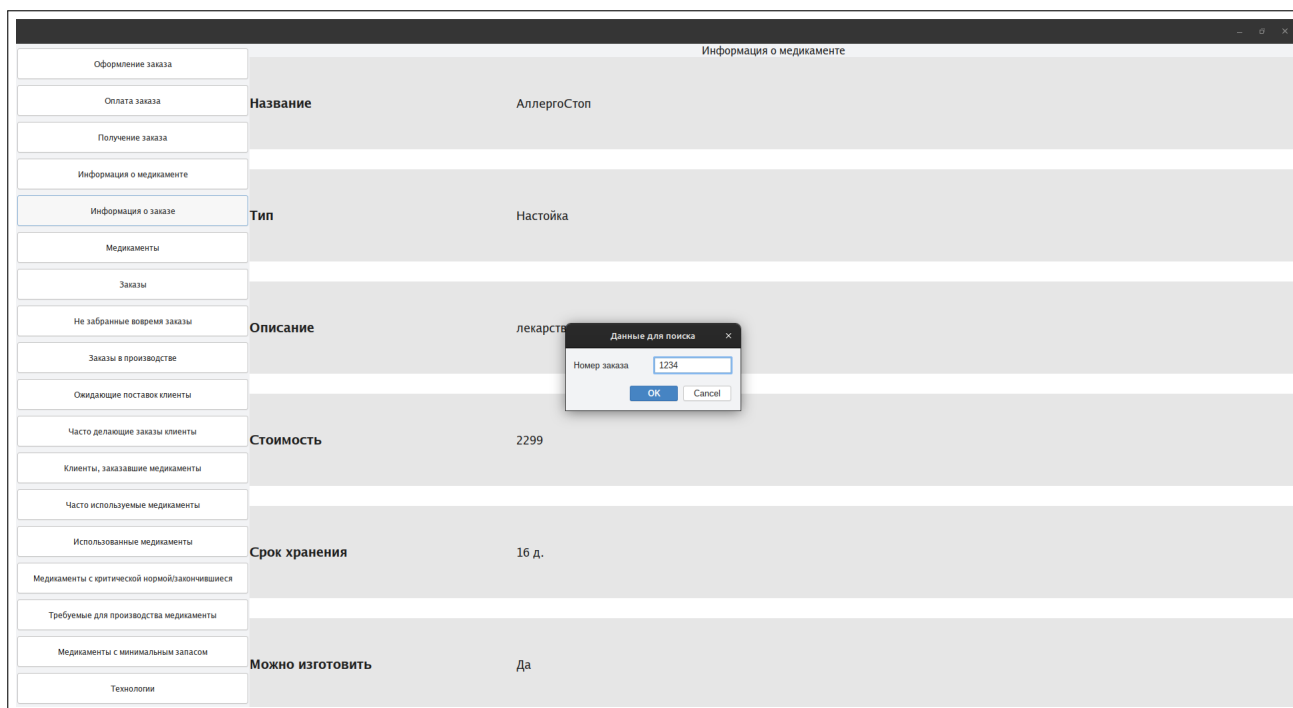 Информация о медикаменте
Оформление заказа
Оплата заказа
Получение заказа
Информация о медикаменте
Информация о заказе
Медикаменты
Заказы
Не забранные вовремя заказы
Заказы в производстве
Ожидающие поставок клиенты
Часто делающие заказы клиенты
Клиенты, заказавшие медикаменты
Часто используемые медикаменты
Использованные медикаменты
Медикаменты с критической нормой/закончившиеся
Требуемые для производства медикаменты
Медикаменты с минимальным запасом
Технологии
Название АллергоСтоп
Тип Настойка
Описание
Стоимость 2299
Срок хранения 16 д.
Можно изготовить Да
Данные для поиска
Номер заказа 1234
OK Cancel